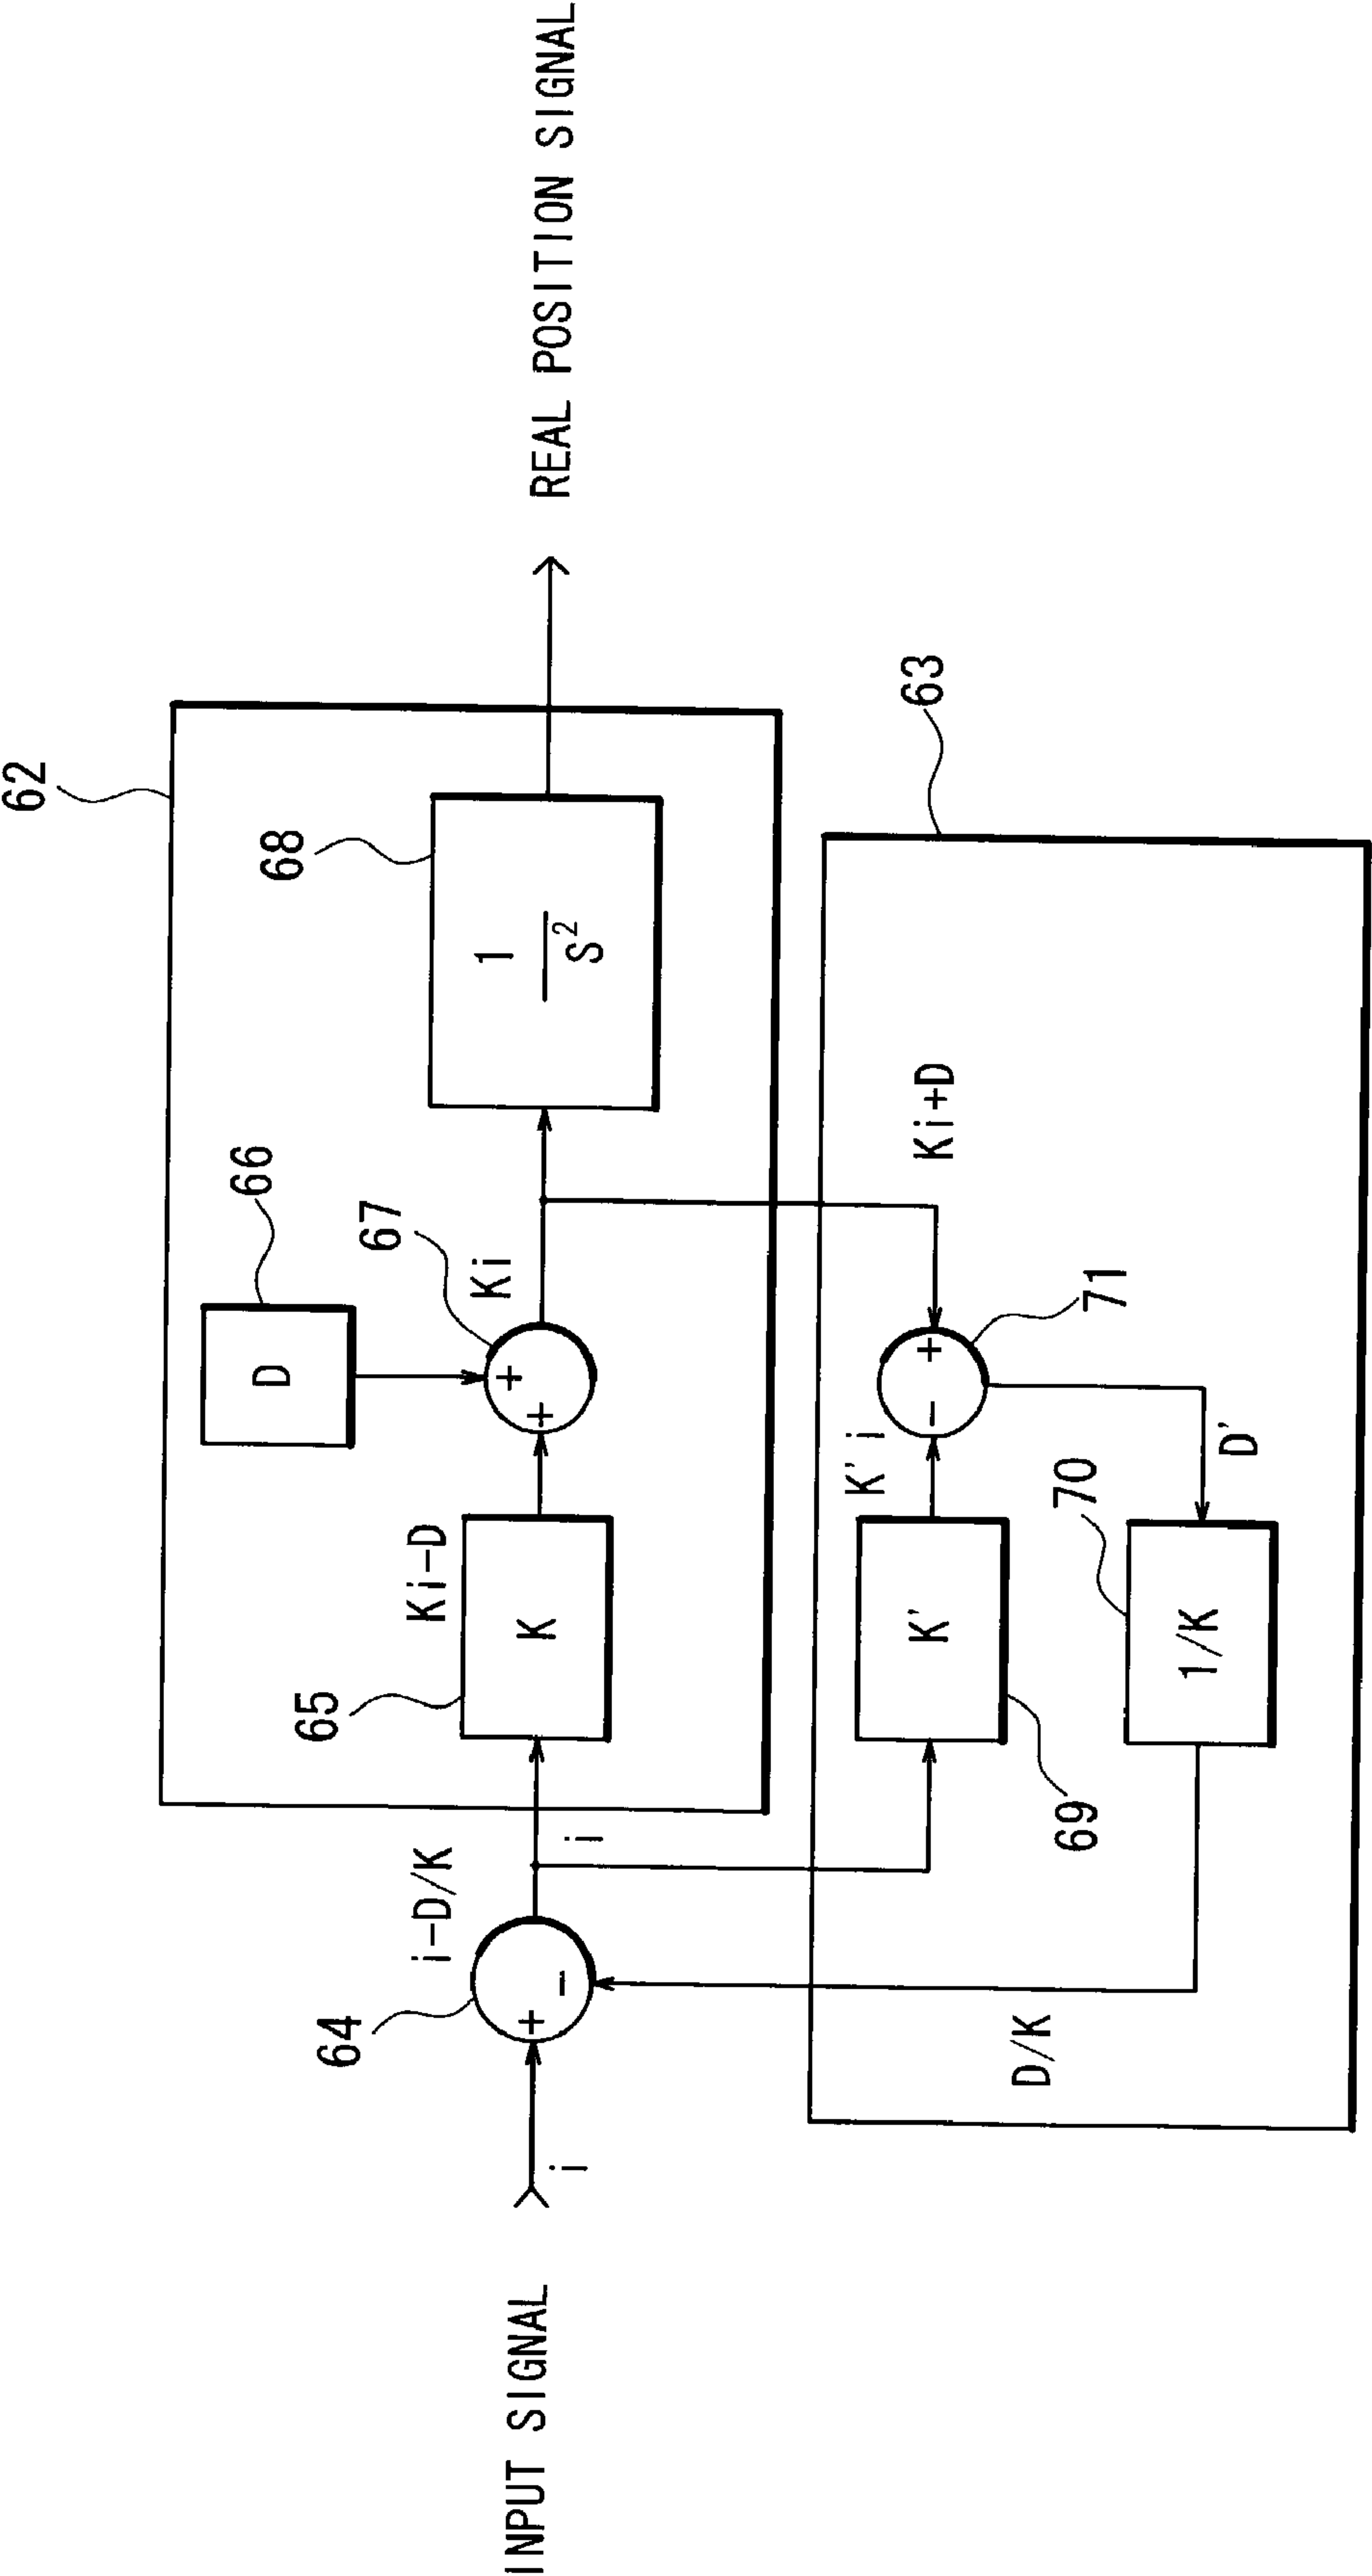 62
68
1
S²
REAL POSITION SIGNAL
66
D
67
Ki
65
Ki-D
K
64
i-D/K
i
INPUT SIGNAL
i
+
-
+
+
63
Ki+D
71
+
-
K' i
K'
69
D'
70
1/K
D/K